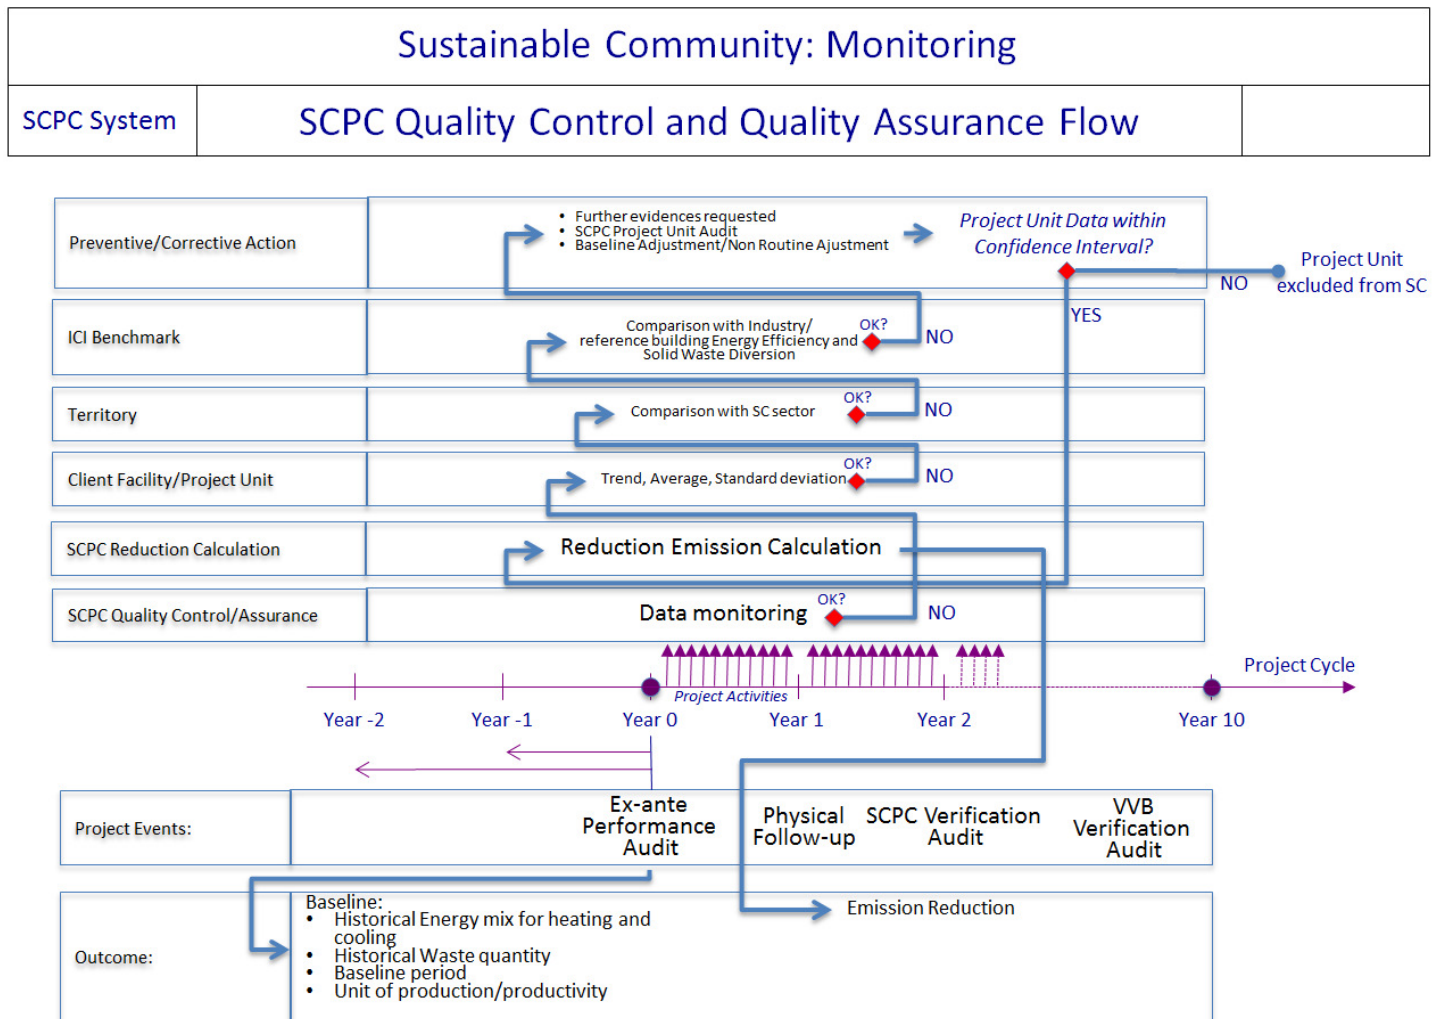 Sustainable Community: Monitoring
SCPC System
SCPC Quality Control and Quality Assurance Flow
Preventive/Corrective Action
• Further evidences requested
• SCPC Project Unit Audit
• Baseline Adjustment/Non Routine Ajustment
Project Unit Data within
Confidence Interval?
Project Unit
excluded from SC
NO
YES
ICI Benchmark
Comparison with Industry/
reference building Energy Efficiency and
Solid Waste Diversion
OK?
NO
Territory
Comparison with SC sector
OK?
NO
Client Facility/Project Unit
Trend, Average, Standard deviation
OK?
NO
SCPC Reduction Calculation
Reduction Emission Calculation
SCPC Quality Control/Assurance
Data monitoring
OK?
NO
Project Cycle
Project Activities
Year -2
Year -1
Year 0
Year 1
Year 2
Year 10
Project Events:
Ex-ante
Performance
Audit
Physical
Follow-up
SCPC Verification
Audit
VVB
Verification
Audit
Outcome:
Baseline:
• Historical Energy mix for heating and
cooling
• Historical Waste quantity
• Baseline period
• Unit of production/productivity
Emission Reduction